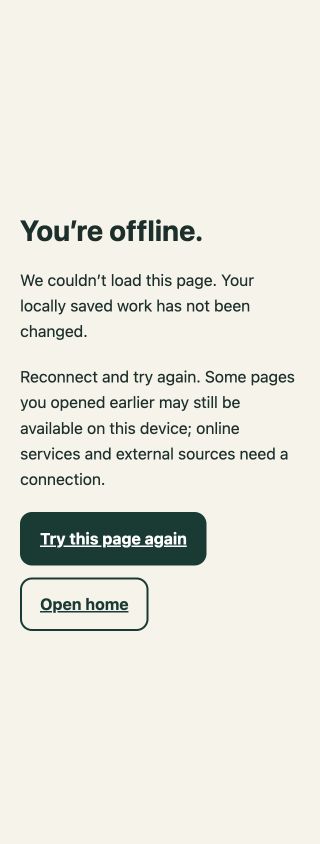 You’re offline.
We couldn’t load this page. Your
locally saved work has not been
changed.
Reconnect and try again. Some pages
you opened earlier may still be
available on this device; online
services and external sources need a
connection.
Try this page again
Open home